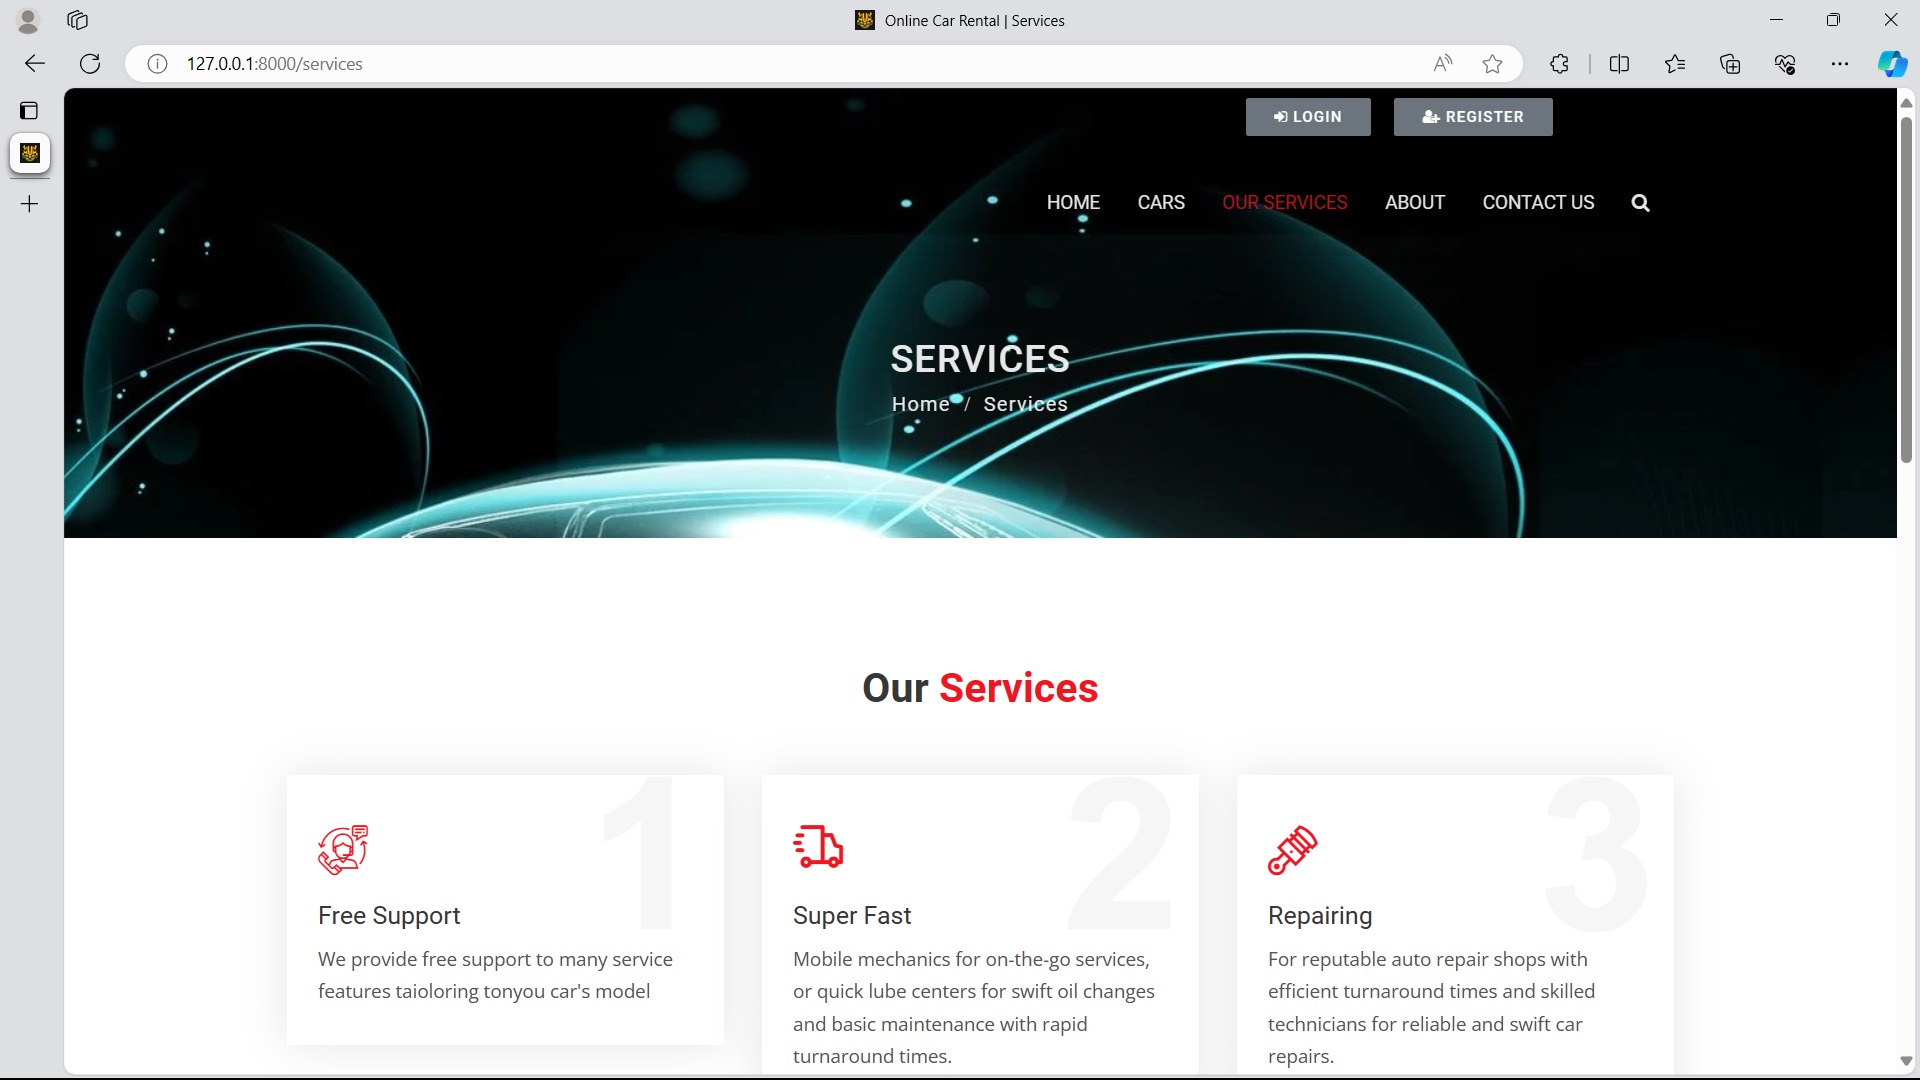 Online Car Rental | Services
127.0.0.1:8000/services
LOGIN
REGISTER
HOME
CARS
OUR SERVICES
ABOUT
CONTACT US
SERVICES
Home / Services
Our Services
1
Free Support
We provide free support to many service
features taioloring tonyou car's model
2
Super Fast
Mobile mechanics for on-the-go services,
or quick lube centers for swift oil changes
and basic maintenance with rapid
turnaround times.
3
Repairing
For reputable auto repair shops with
efficient turnaround times and skilled
technicians for reliable and swift car
repairs.